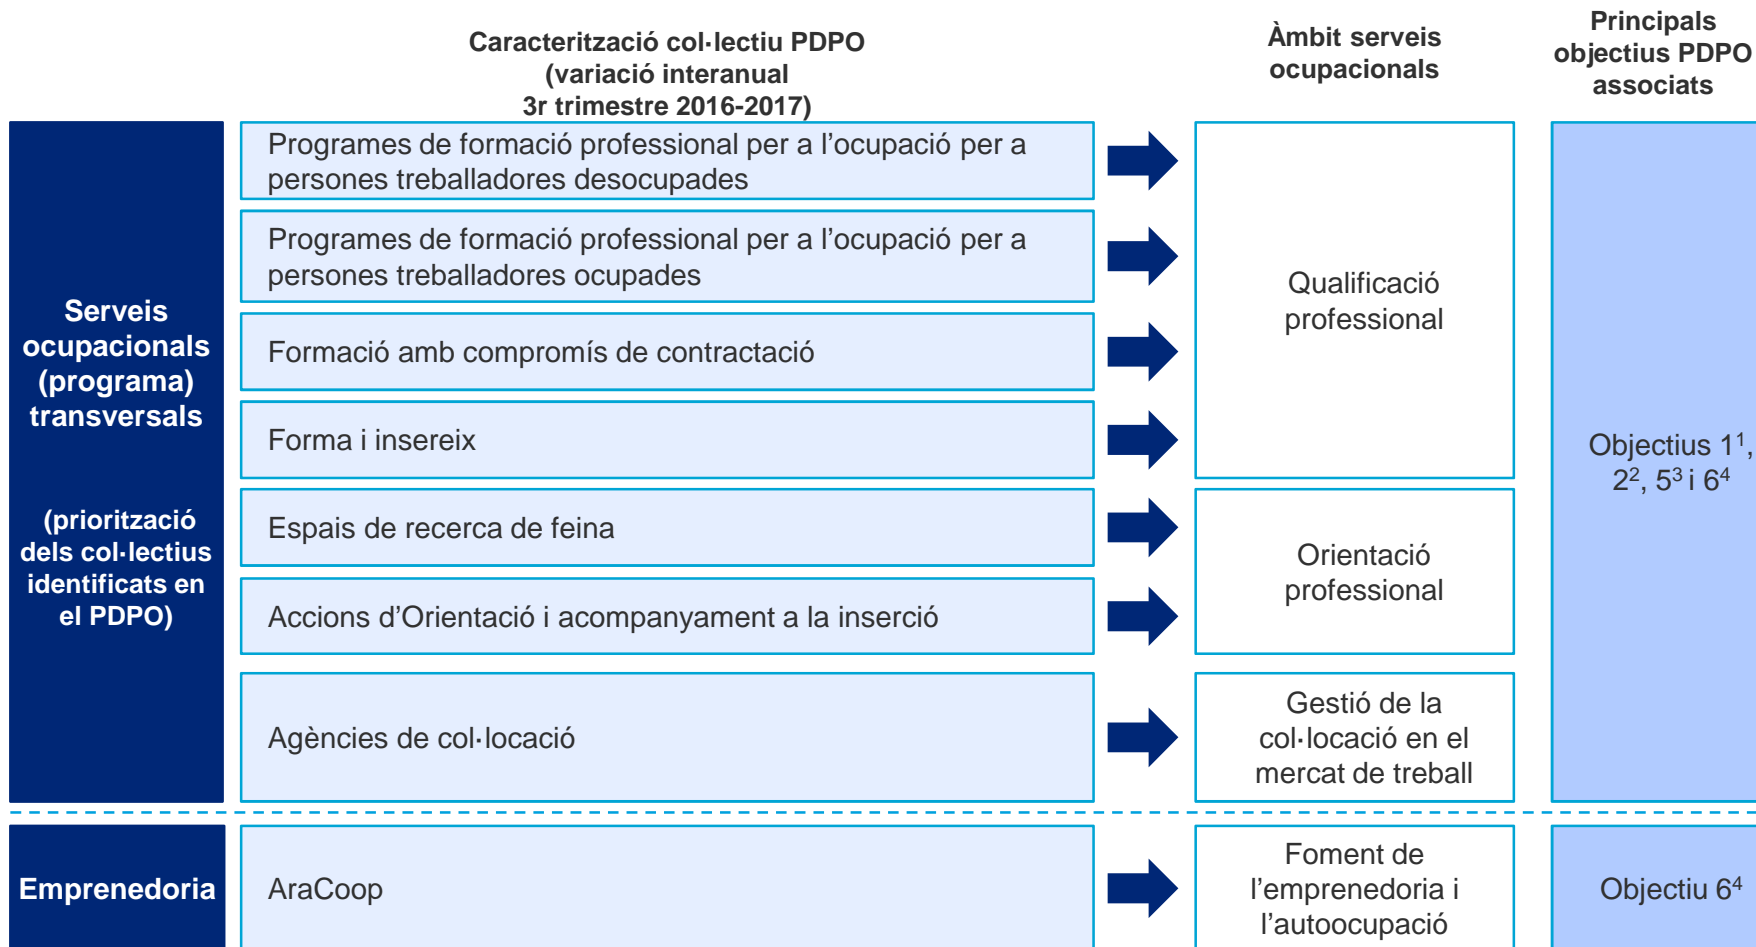 Caracterització col·lectiu PDPO
(variació interanual
3r trimestre 2016-2017)
Àmbit serveis
ocupacionals
Principals
objectius PDPO
associats
Serveis
ocupacionals
(programa)
transversals
(priorització
dels col·lectius
identificats en
el PDPO)
Programes de formació professional per a l’ocupació per a
persones treballadores desocupades
Programes de formació professional per a l’ocupació per a
persones treballadores ocupades
Formació amb compromís de contractació
Forma i insereix
Qualificació
professional
Espais de recerca de feina
Accions d’Orientació i acompanyament a la inserció
Orientació
professional
Agències de col·locació
Gestió de la
col·locació en el
mercat de treball
Objectius 1¹,
2², 5³ i 6⁴
Emprenedoria
AraCoop
Foment de
l’emprenedoria i
l’autoocupació
Objectiu 6⁴